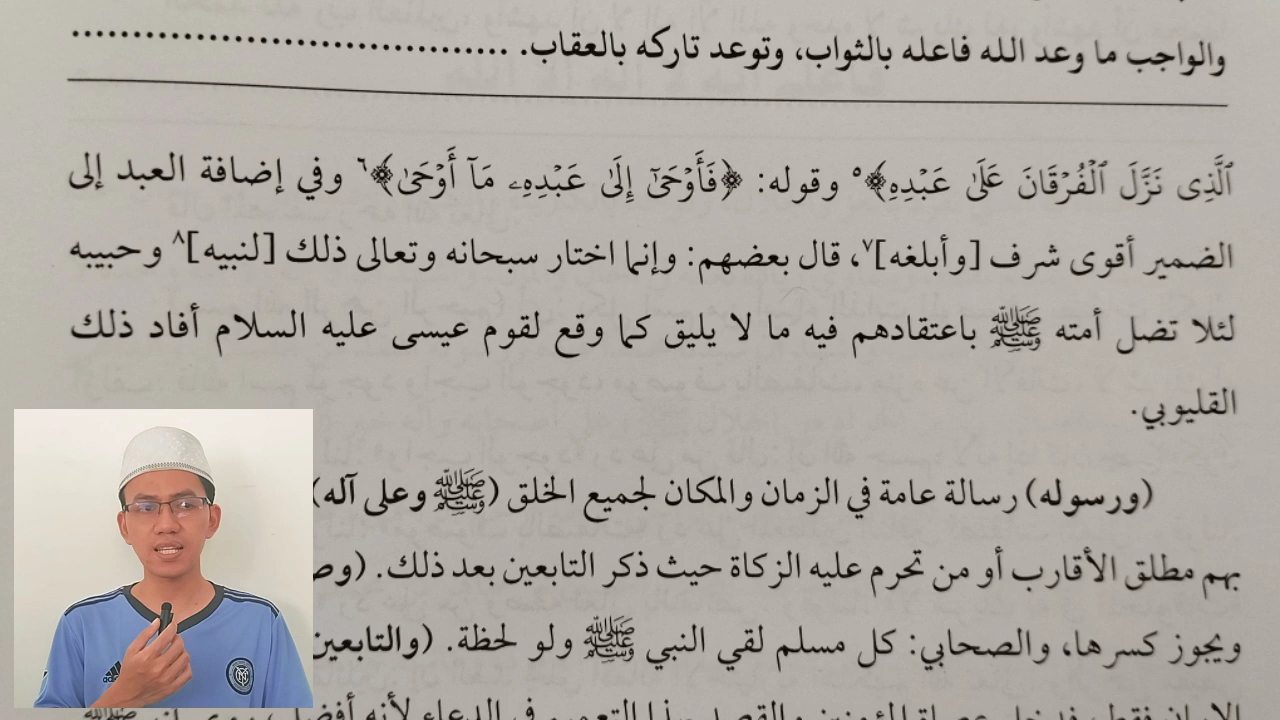 والواجب ما وعد الله فاعله بالثواب، وتوعد تاركه بالعقاب. ....................................
ٱلَّذِى نَزَّلَ ٱلْفُرْقَانَ عَلَىٰ عَبْدِهِ﴾٥ وقوله: ﴿فَأَوْحَىٰٓ إِلَىٰ عَبْدِهِۦ مَآ أَوْحَىٰ﴾٦ وفي إضافة العبد إلى
الضمير أقوى شرف [وأبلغه]٧، قال بعضهم: وإنما اختار سبحانه وتعالى ذلك [لنبيه]٨ وحبيبه
لئلا تضل أمته ﷺ باعتقادهم فيه ما لا يليق كما وقع لقوم عيسى عليه السلام أفاد ذلك
القليوبي.
(ورسوله) رسالة عامة في الزمان والمكان لجميع الخلق (ﷺ وعلى آله)
بهم مطلق الأقارب أو من تحرم عليه الزكاة حيث ذكر التابعين بعد ذلك.
ويجوز كسرها، والصحابي: كل مسلم لقي النبي ﷺ ولو لحظة. (والتابعين